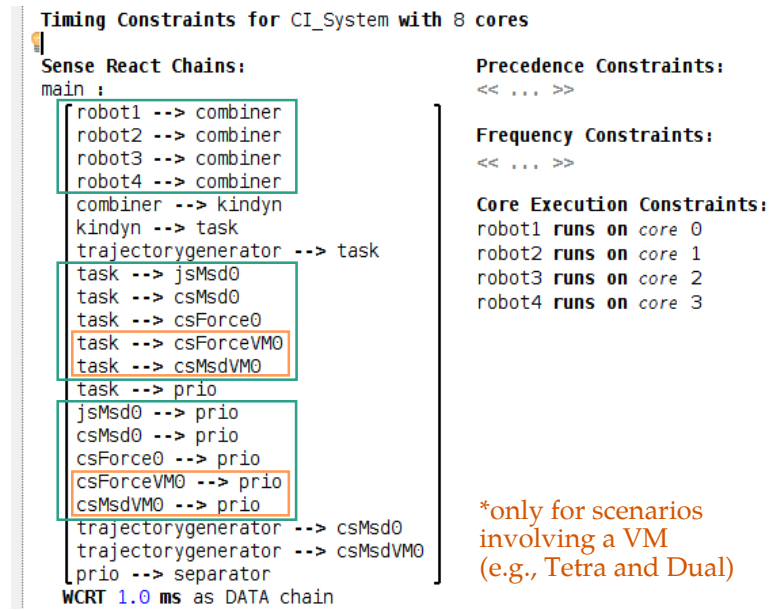 Timing Constraints for CI_System with 8 cores
Sense React Chains:
main :
robot1 --> combiner
robot2 --> combiner
robot3 --> combiner
robot4 --> combiner
combiner --> kindyn
kindyn --> task
trajectorygenerator --> task
task --> jsMsd0
task --> csMsd0
task --> csForce0
task --> csForceVM0
task --> csMsdVM0
task --> prio
jsMsd0 --> prio
csMsd0 --> prio
csForce0 --> prio
csForceVM0 --> prio
csMsdVM0 --> prio
trajectorygenerator --> csMsd0
trajectorygenerator --> csMsdVM0
prio --> separator
WCRT 1.0 ms as DATA chain
Precedence Constraints:
<< ... >>
Frequency Constraints:
<< ... >>
Core Execution Constraints:
robot1 runs on core 0
robot2 runs on core 1
robot3 runs on core 2
robot4 runs on core 3
*only for scenarios
involving a VM
(e.g., Tetra and Dual)